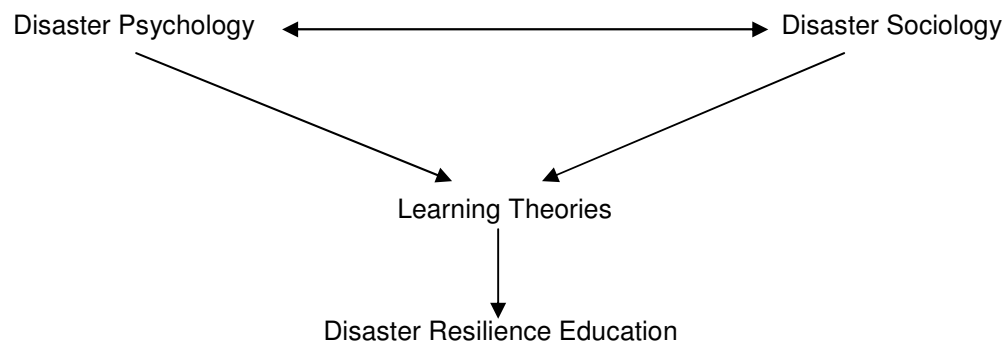 Disaster Psychology
Disaster Sociology
Learning Theories
Disaster Resilience Education